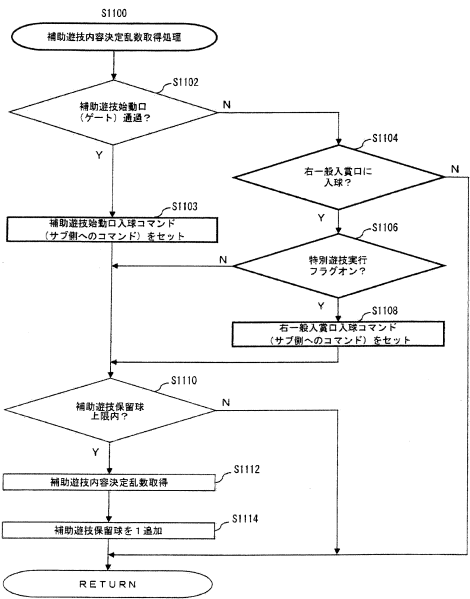 S1100
補助遊技内容決定乱数取得処理
S1102
補助遊技始動口
(ゲート)通過?
N
Y
S1104
右一般入賞口に
入球?
N
Y
S1103
補助遊技始動口入球コマンド
(サブ側へのコマンド)をセット
S1106
特別遊技実行
フラグオン?
N
Y
S1108
右一般入賞口入球コマンド
(サブ側へのコマンド)をセット
S1110
補助遊技保留球
上限内?
N
Y
S1112
補助遊技内容決定乱数取得
S1114
補助遊技保留球を1追加
RETURN